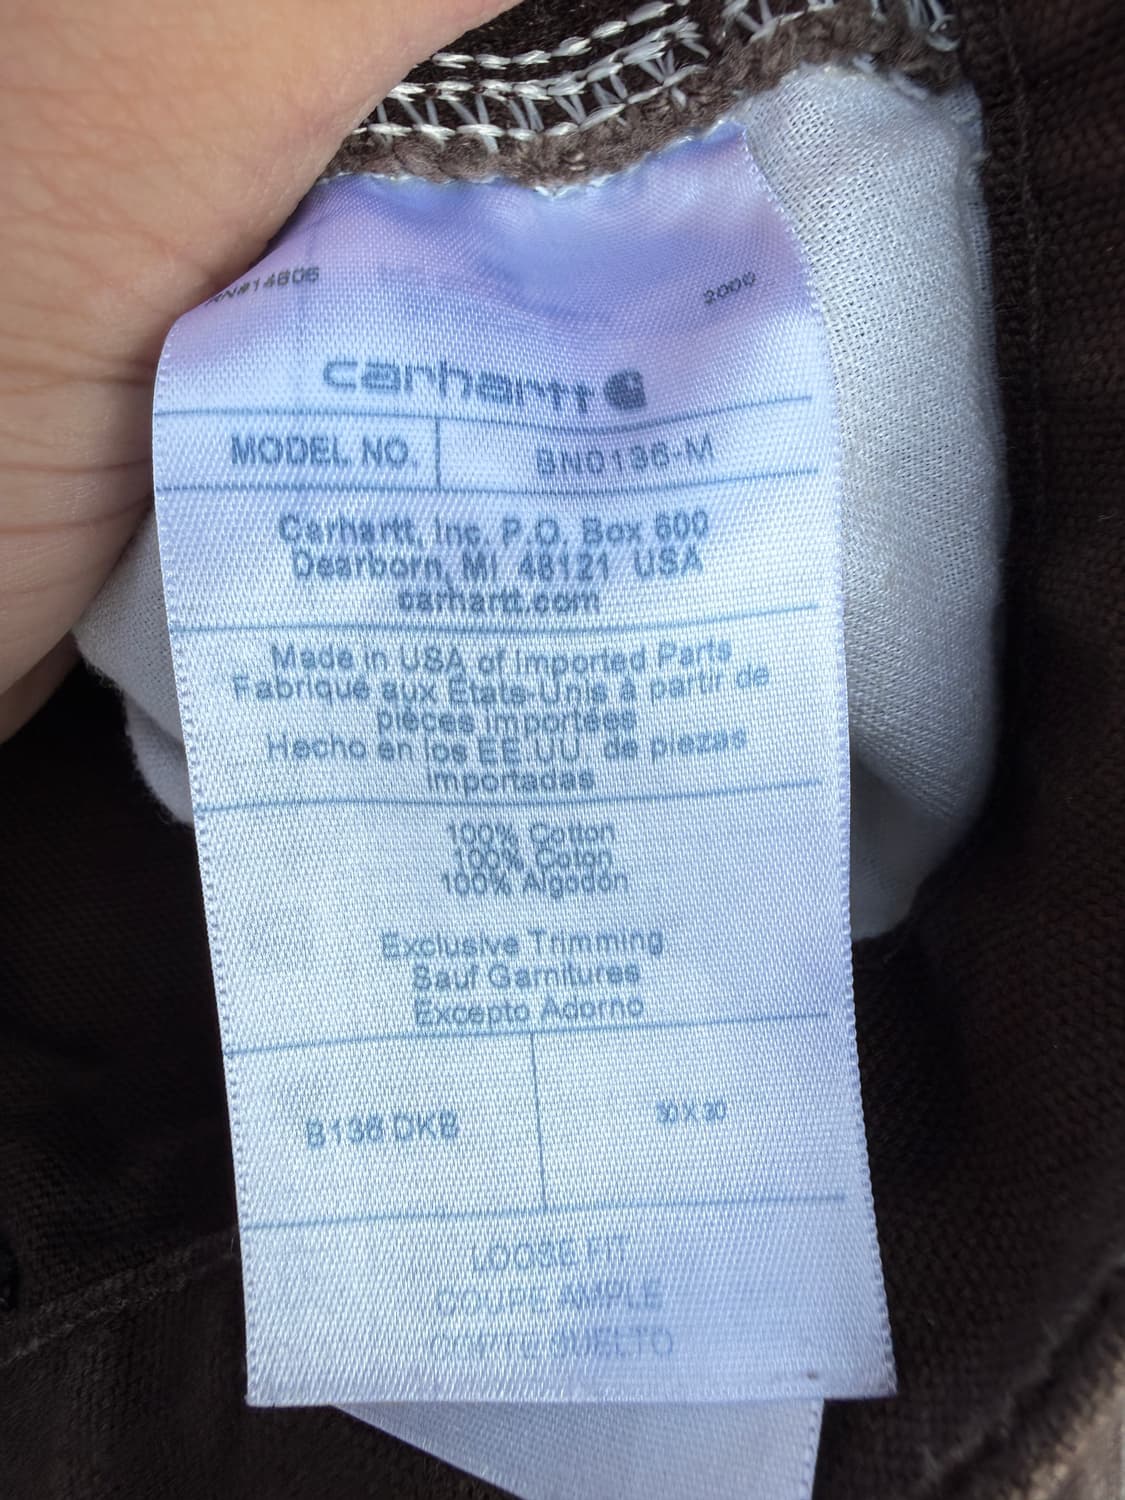 RN#14806 2000
carhartt
MODEL NO. BN0136-M
Carhartt, Inc. P.O. Box 600
Dearborn, MI 48121 USA
carhartt.com
Made in USA of Imported Parts
Fabriqué aux États-Unis à partir de
pièces importées
Hecho en los EE.UU. de piezas
importadas
100% Cotton
100% Coton
100% Algodón
Exclusive Trimming
Sauf Garnitures
Excepto Adorno
B136 DKB 30 X 30
LOOSE FIT
COUPE AMPLE
SUELTO